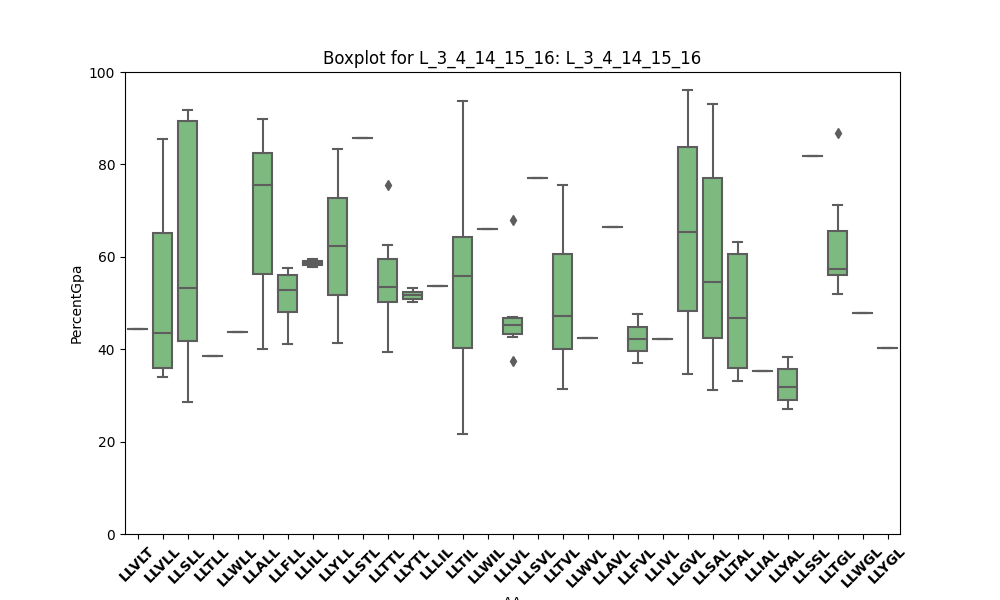 Boxplot for L_3_4_14_15_16: L_3_4_14_15_16
100
80
60
40
20
0
PercentGpa
LLVLT LLVLL LLSLL LLTLL LLWLL LLALL LLFLL LLILL LLYLL LLSTL LLTTL LLYTL LLLIL LLTIL LLWIL LLLVL LLSVL LLTVL LLWVL LLAVL LLFVL LLIVL LLGVL LLSAL LLTAL LLIAL LLYAL LLSSL LLTGL LLWGL LLYGL
AA